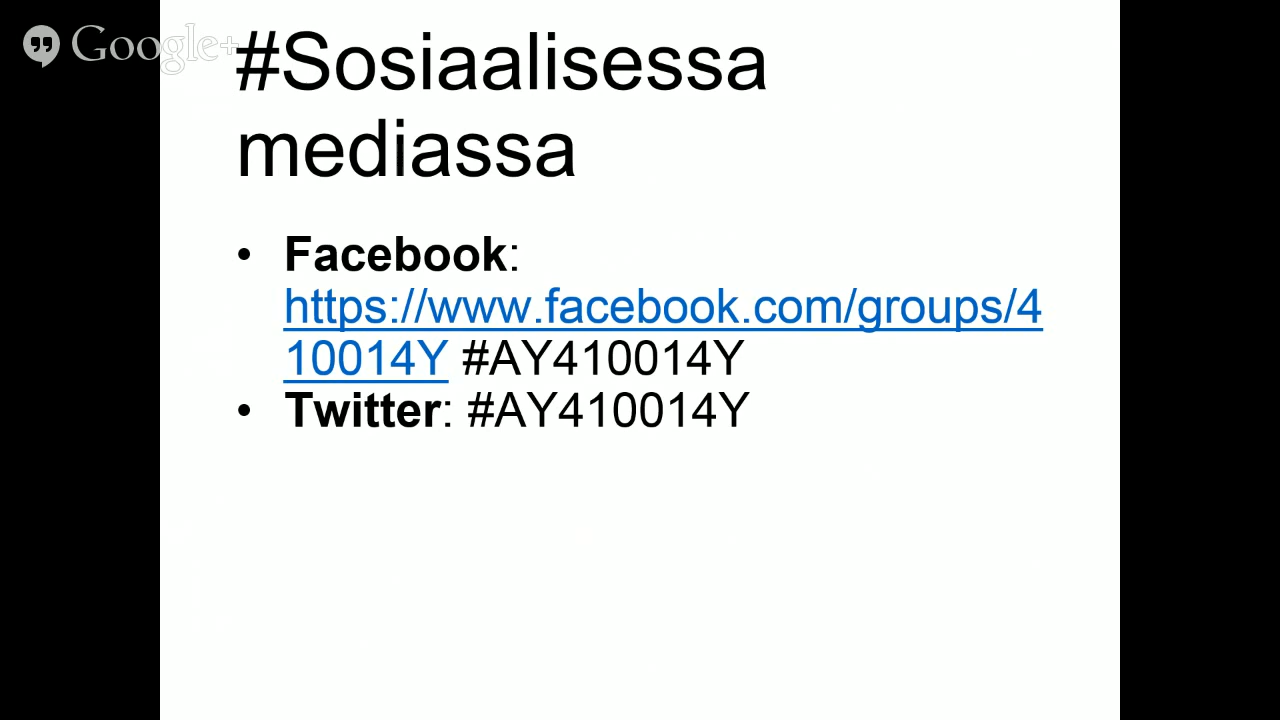 Google+
#Sosiaalisessa
mediassa
• Facebook:
https://www.facebook.com/groups/4
10014Y #AY410014Y
• Twitter: #AY410014Y